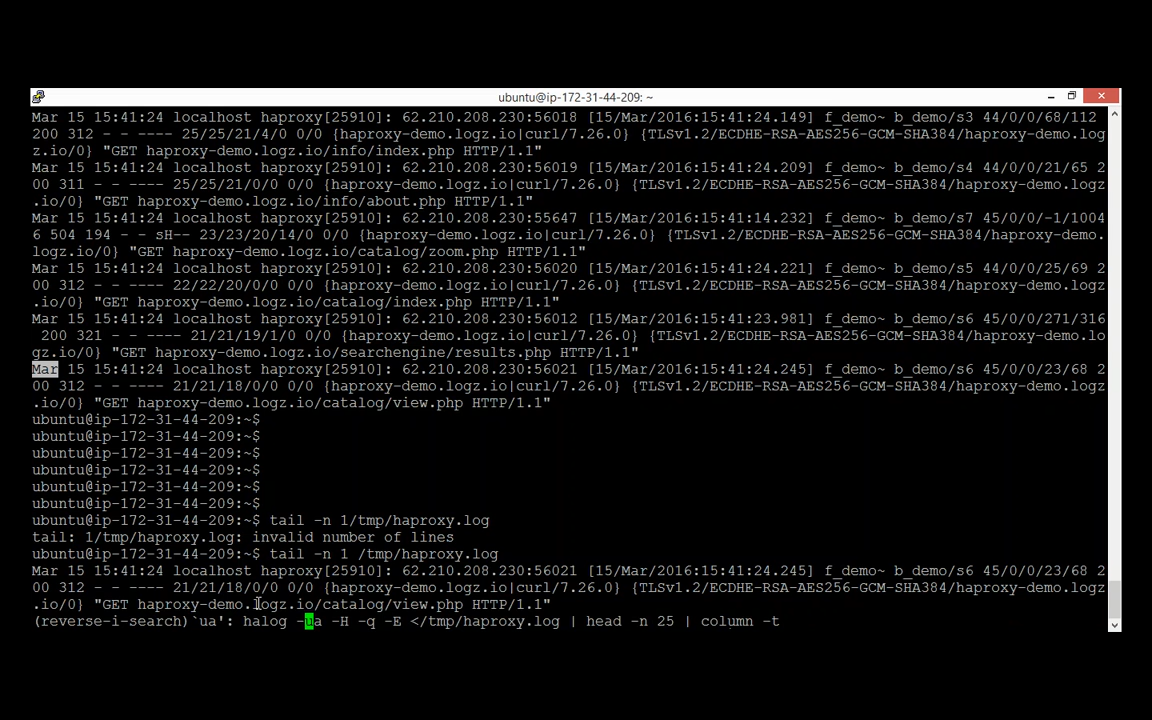 ubuntu@ip-172-31-44-209: ~
Mar 15 15:41:24 localhost haproxy[25910]: 62.210.208.230:56018 [15/Mar/2016:15:41:24.149] f_demo~ b_demo/s3 44/0/0/68/112
200 312 - - ---- 25/25/21/4/0 0/0 {haproxy-demo.logz.io|curl/7.26.0} {TLSv1.2/ECDHE-RSA-AES256-GCM-SHA384/haproxy-demo.log
z.io/0} "GET haproxy-demo.logz.io/info/index.php HTTP/1.1"
Mar 15 15:41:24 localhost haproxy[25910]: 62.210.208.230:56019 [15/Mar/2016:15:41:24.209] f_demo~ b_demo/s4 44/0/0/21/65 2
00 311 - - ---- 25/25/21/0/0 0/0 {haproxy-demo.logz.io|curl/7.26.0} {TLSv1.2/ECDHE-RSA-AES256-GCM-SHA384/haproxy-demo.logz
.io/0} "GET haproxy-demo.logz.io/info/about.php HTTP/1.1"
Mar 15 15:41:24 localhost haproxy[25910]: 62.210.208.230:55647 [15/Mar/2016:15:41:14.232] f_demo~ b_demo/s7 45/0/0/-1/1004
6 504 194 - - sH-- 23/23/20/14/0 0/0 {haproxy-demo.logz.io|curl/7.26.0} {TLSv1.2/ECDHE-RSA-AES256-GCM-SHA384/haproxy-demo.
logz.io/0} "GET haproxy-demo.logz.io/catalog/zoom.php HTTP/1.1"
Mar 15 15:41:24 localhost haproxy[25910]: 62.210.208.230:56020 [15/Mar/2016:15:41:24.221] f_demo~ b_demo/s5 44/0/0/25/69 2
00 312 - - ---- 22/22/20/0/0 0/0 {haproxy-demo.logz.io|curl/7.26.0} {TLSv1.2/ECDHE-RSA-AES256-GCM-SHA384/haproxy-demo.logz
.io/0} "GET haproxy-demo.logz.io/catalog/index.php HTTP/1.1"
Mar 15 15:41:24 localhost haproxy[25910]: 62.210.208.230:56012 [15/Mar/2016:15:41:23.981] f_demo~ b_demo/s6 45/0/0/271/316
200 321 - - ---- 21/21/19/1/0 0/0 {haproxy-demo.logz.io|curl/7.26.0} {TLSv1.2/ECDHE-RSA-AES256-GCM-SHA384/haproxy-demo.lo
gz.io/0} "GET haproxy-demo.logz.io/searchengine/results.php HTTP/1.1"
Mar 15 15:41:24 localhost haproxy[25910]: 62.210.208.230:56021 [15/Mar/2016:15:41:24.245] f_demo~ b_demo/s6 45/0/0/23/68 2
00 312 - - ---- 21/21/18/0/0 0/0 {haproxy-demo.logz.io|curl/7.26.0} {TLSv1.2/ECDHE-RSA-AES256-GCM-SHA384/haproxy-demo.logz
.io/0} "GET haproxy-demo.logz.io/catalog/view.php HTTP/1.1"
ubuntu@ip-172-31-44-209:~$
ubuntu@ip-172-31-44-209:~$
ubuntu@ip-172-31-44-209:~$
ubuntu@ip-172-31-44-209:~$
ubuntu@ip-172-31-44-209:~$
ubuntu@ip-172-31-44-209:~$
ubuntu@ip-172-31-44-209:~$ tail -n 1/tmp/haproxy.log
tail: 1/tmp/haproxy.log: invalid number of lines
ubuntu@ip-172-31-44-209:~$ tail -n 1 /tmp/haproxy.log
Mar 15 15:41:24 localhost haproxy[25910]: 62.210.208.230:56021 [15/Mar/2016:15:41:24.245] f_demo~ b_demo/s6 45/0/0/23/68 2
00 312 - - ---- 21/21/18/0/0 0/0 {haproxy-demo.logz.io|curl/7.26.0} {TLSv1.2/ECDHE-RSA-AES256-GCM-SHA384/haproxy-demo.logz
.io/0} "GET haproxy-demo.logz.io/catalog/view.php HTTP/1.1"
(reverse-i-search)`ua': halog -ua -H -q -E </tmp/haproxy.log | head -n 25 | column -t